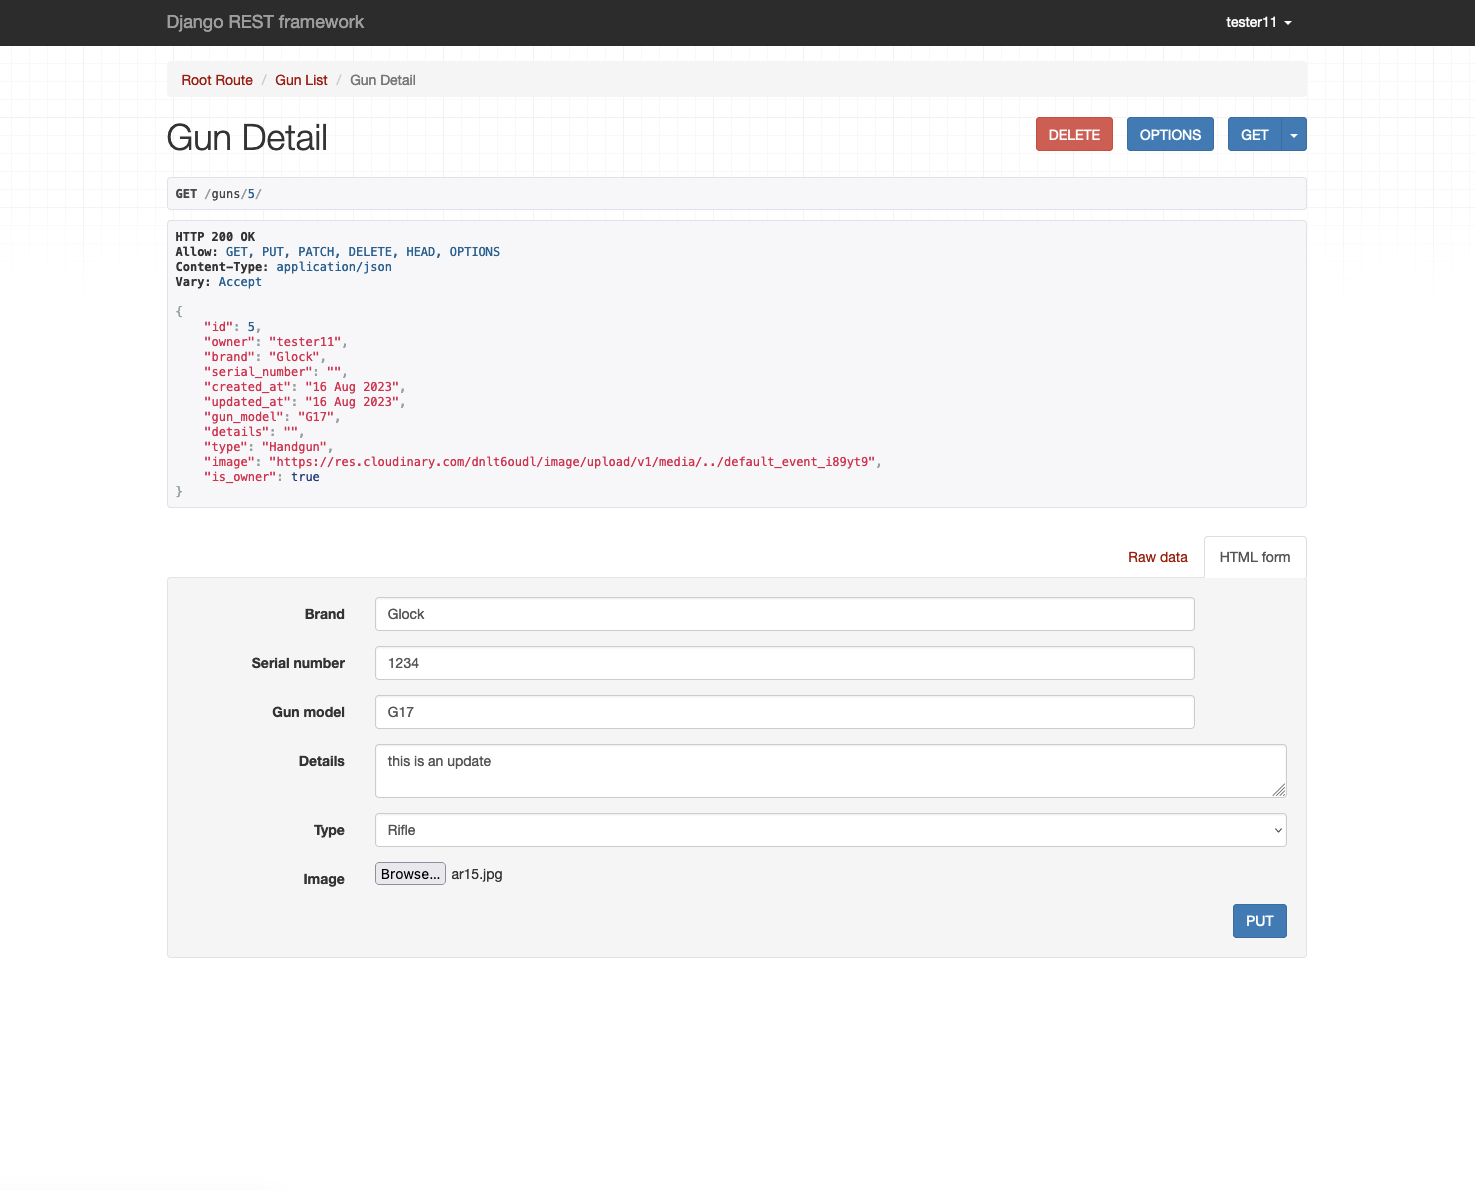 Django REST framework
tester11
Root Route / Gun List / Gun Detail
Gun Detail
DELETE
OPTIONS
GET
GET /guns/5/
HTTP 200 OK
Allow: GET, PUT, PATCH, DELETE, HEAD, OPTIONS
Content-Type: application/json
Vary: Accept
{
    "id": 5,
    "owner": "tester11",
    "brand": "Glock",
    "serial_number": "",
    "created_at": "16 Aug 2023",
    "updated_at": "16 Aug 2023",
    "gun_model": "G17",
    "details": "",
    "type": "Handgun",
    "image": "https://res.cloudinary.com/dnlt6oudl/image/upload/v1/media/../default_event_i89yt9",
    "is_owner": true
}
Raw data
HTML form
Brand
Glock
Serial number
1234
Gun model
G17
Details
this is an update
Type
Rifle
Image
Browse... ar15.jpg
PUT